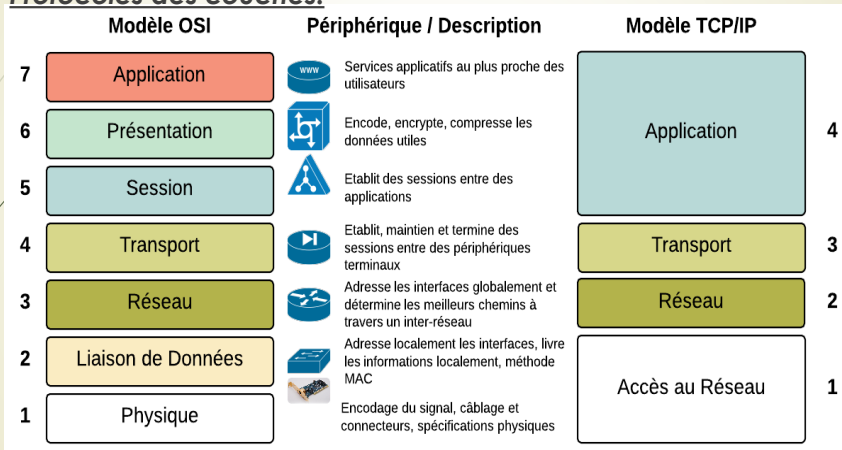 Protocoles des couches:
Modèle OSI Périphérique / Description Modèle TCP/IP
7 Application
www
Services applicatifs au plus proche des
utilisateurs
6 Présentation
Encode, encrypte, compresse les
données utiles
5 Session
Etablit des sessions entre des
applications
Application 4
4 Transport
Etablit, maintien et termine des
sessions entre des périphériques
terminaux
Transport 3
3 Réseau
Adresse les interfaces globalement et
détermine les meilleurs chemins à
travers un inter-réseau
Réseau 2
2 Liaison de Données
Adresse localement les interfaces, livre
les informations localement, méthode
MAC
1 Physique
Encodage du signal, câblage et
connecteurs, spécifications physiques
Accès au Réseau 1